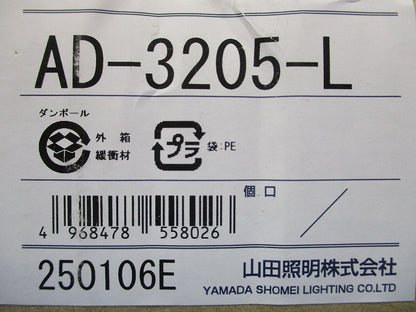 AD-3205-L
ダンボール
外箱
緩衝材
プラ
袋:PE
個口
4 968478 558026
250106E
山田照明株式会社
YAMADA SHOMEI LIGHTING CO.LTD